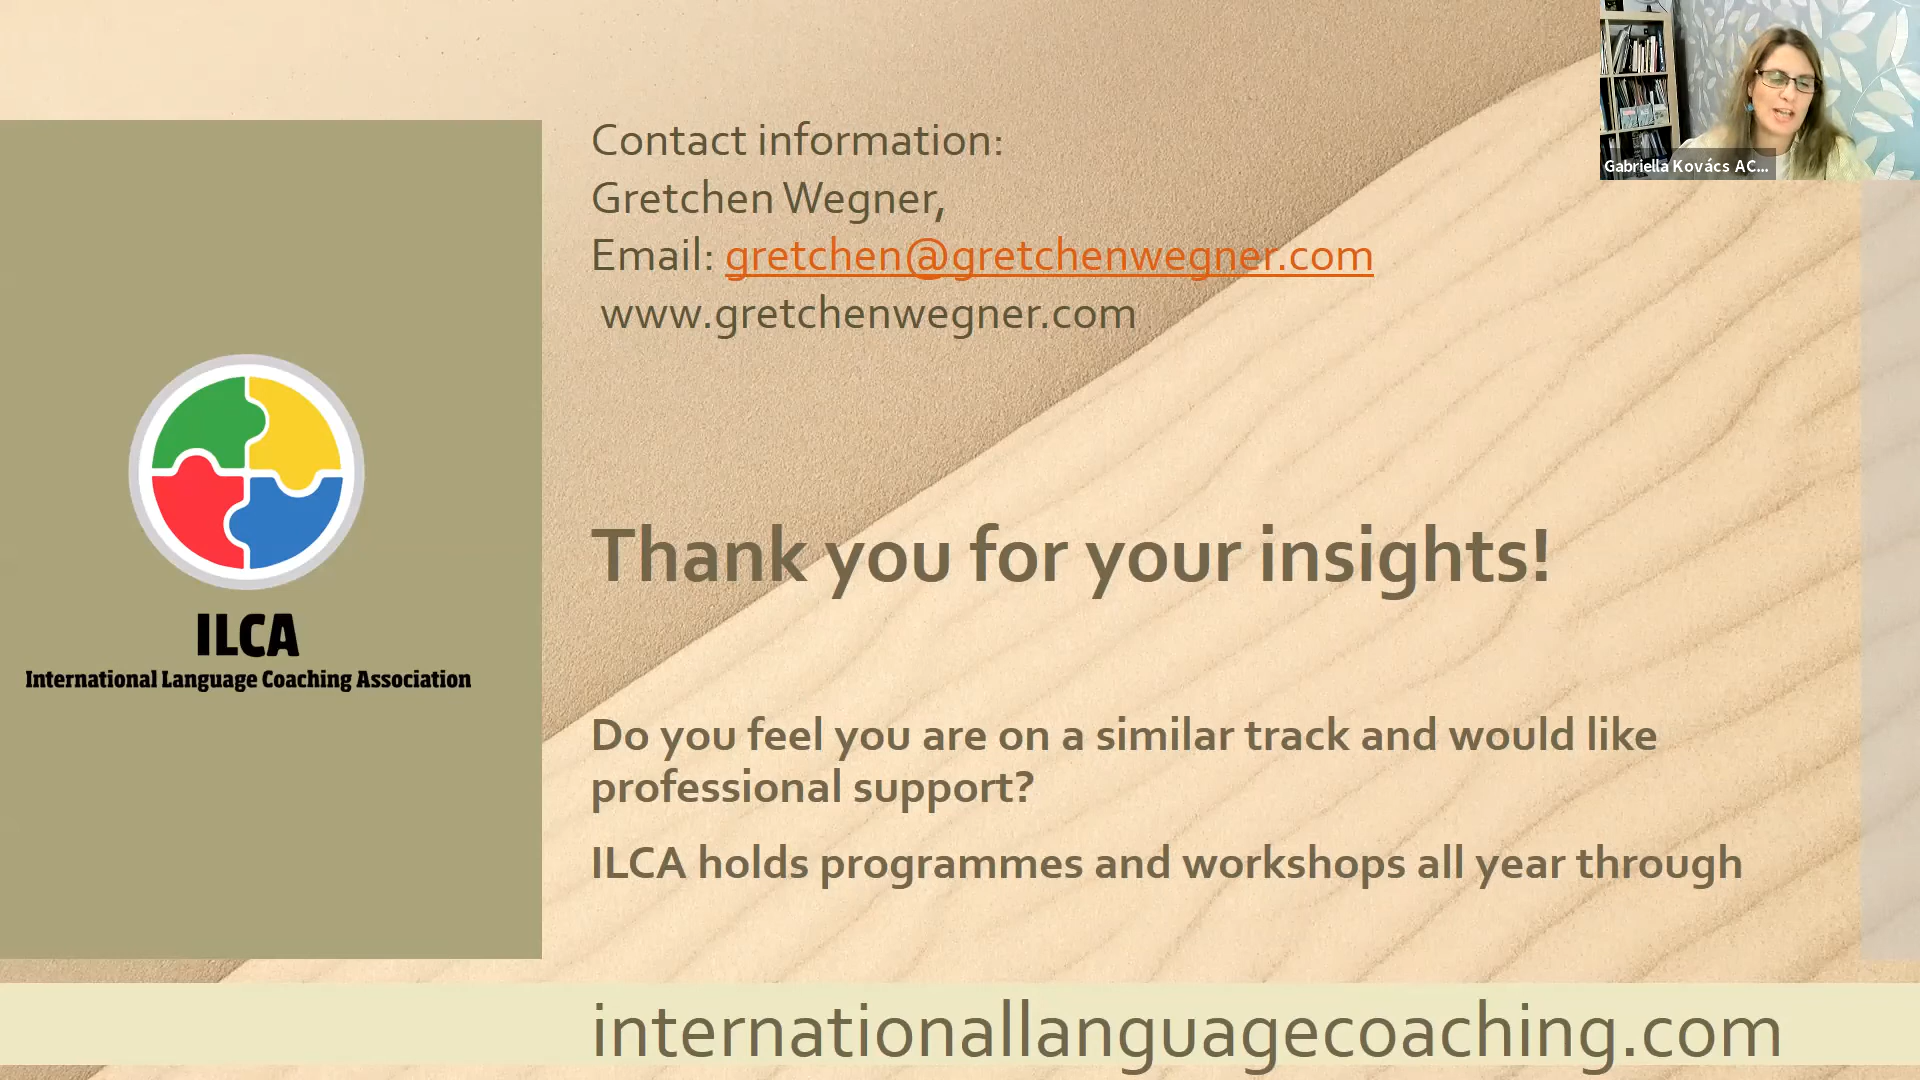 Contact information:
Gretchen Wegner,
Email: gretchen@gretchenwegner.com
www.gretchenwegner.com
Gabriella Kovács AC...
Thank you for your insights!
ILCA
International Language Coaching Association
Do you feel you are on a similar track and would like
professional support?
ILCA holds programmes and workshops all year through
internationallanguagecoaching.com